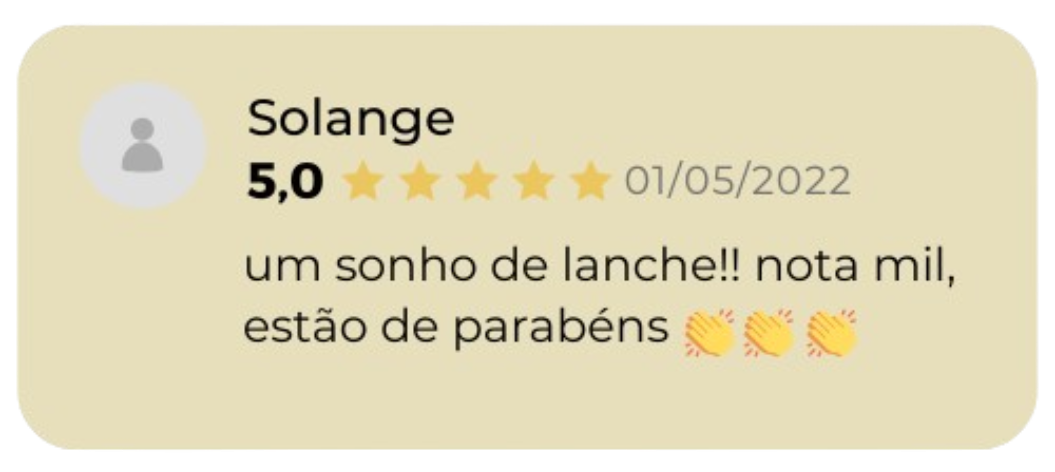 Solange
5,0 ★★★★★ 01/05/2022
um sonho de lanche!! nota mil,
estão de parabéns 👏👏👏